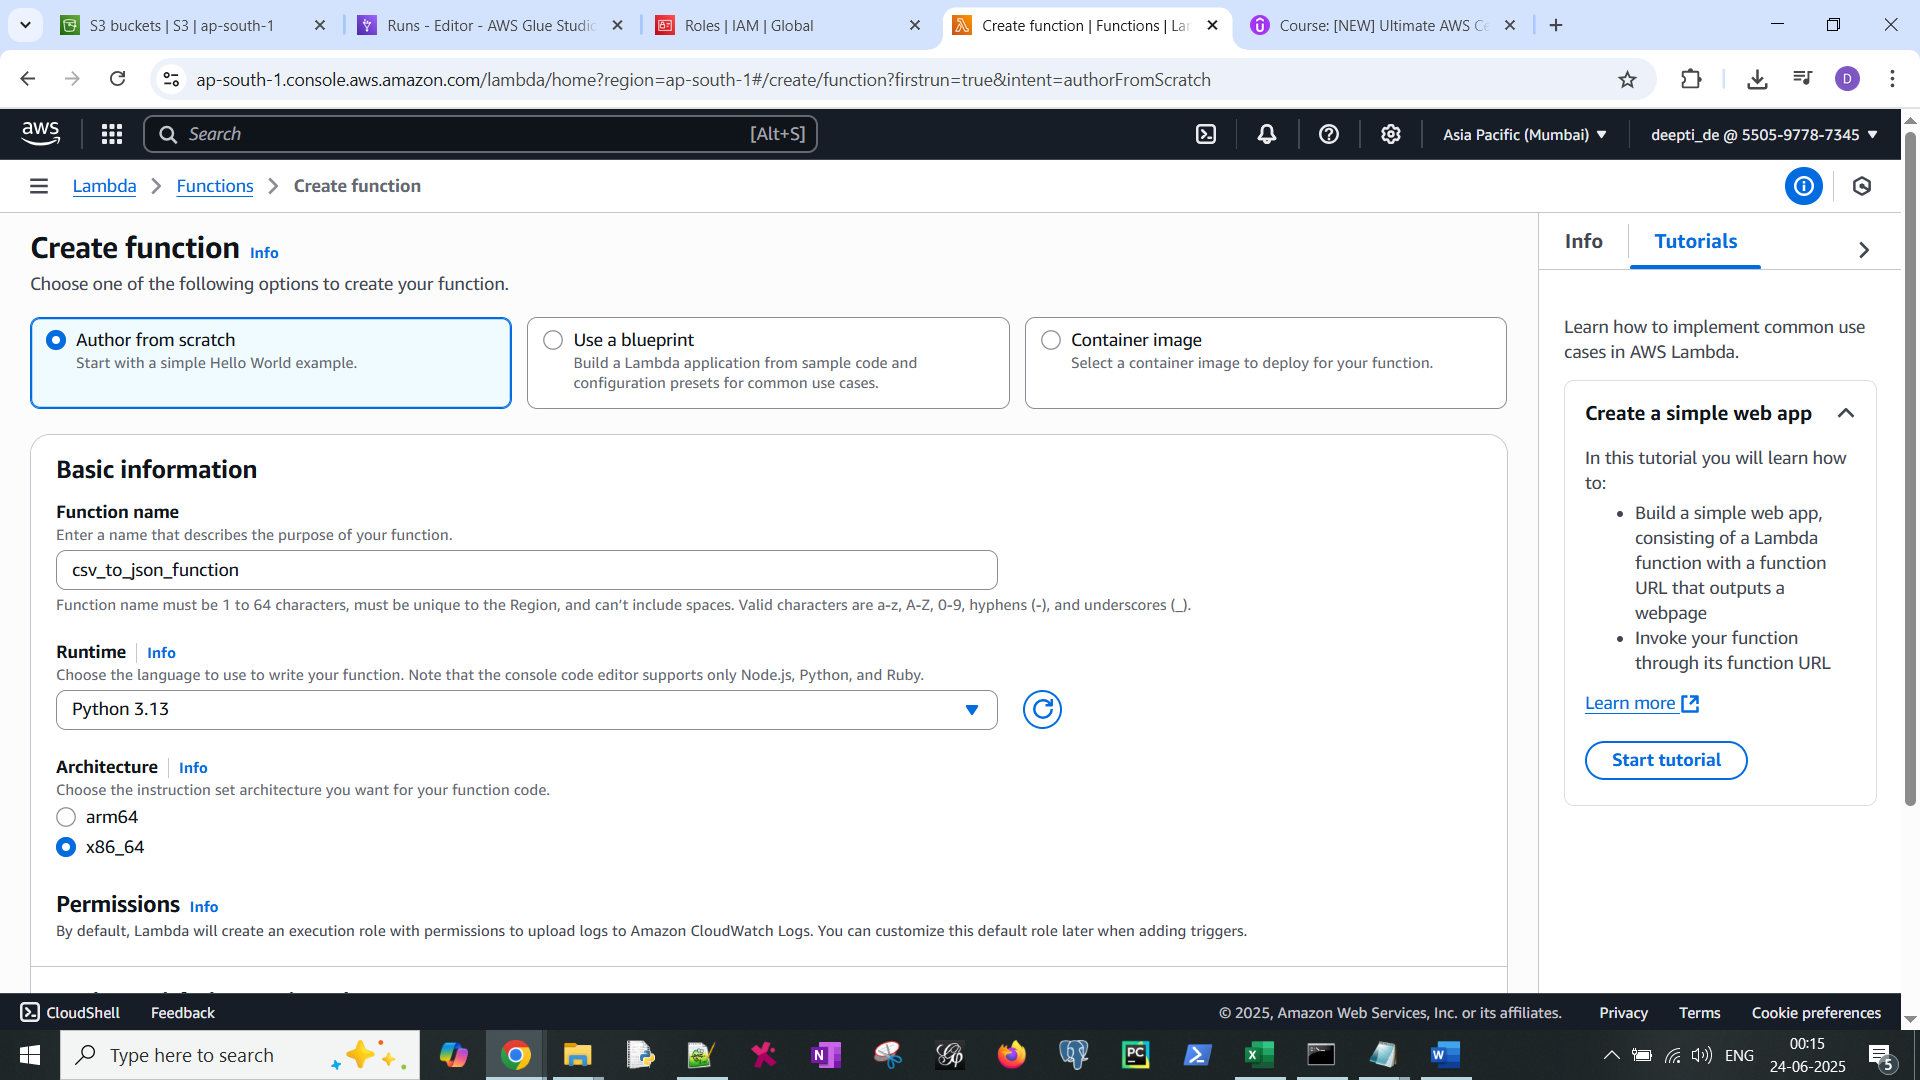 S3 buckets | S3 | ap-south-1
Runs - Editor - AWS Glue Studio
Roles | IAM | Global
Create function | Functions | La
Course: [NEW] Ultimate AWS Ce
ap-south-1.console.aws.amazon.com/lambda/home?region=ap-south-1#/create/function?firstrun=true&intent=authorFromScratch
D
aws
Search [Alt+S]
Asia Pacific (Mumbai)
deepti_de @ 5505-9778-7345
Lambda > Functions > Create function
Create function Info
Choose one of the following options to create your function.
Author from scratch
Start with a simple Hello World example.
Use a blueprint
Build a Lambda application from sample code and
configuration presets for common use cases.
Container image
Select a container image to deploy for your function.
Basic information
Function name
Enter a name that describes the purpose of your function.
csv_to_json_function
Function name must be 1 to 64 characters, must be unique to the Region, and can't include spaces. Valid characters are a-z, A-Z, 0-9, hyphens (-), and underscores (_).
Runtime Info
Choose the language to use to write your function. Note that the console code editor supports only Node.js, Python, and Ruby.
Python 3.13
Architecture Info
Choose the instruction set architecture you want for your function code.
arm64
x86_64
Permissions Info
By default, Lambda will create an execution role with permissions to upload logs to Amazon CloudWatch Logs. You can customize this default role later when adding triggers.
Info
Tutorials
Learn how to implement common use
cases in AWS Lambda.
Create a simple web app
In this tutorial you will learn how
to:
• Build a simple web app,
consisting of a Lambda
function with a function
URL that outputs a
webpage
• Invoke your function
through its function URL
Learn more
Start tutorial
CloudShell
Feedback
© 2025, Amazon Web Services, Inc. or its affiliates.
Privacy
Terms
Cookie preferences
Type here to search
ENG
00:15
24-06-2025
5